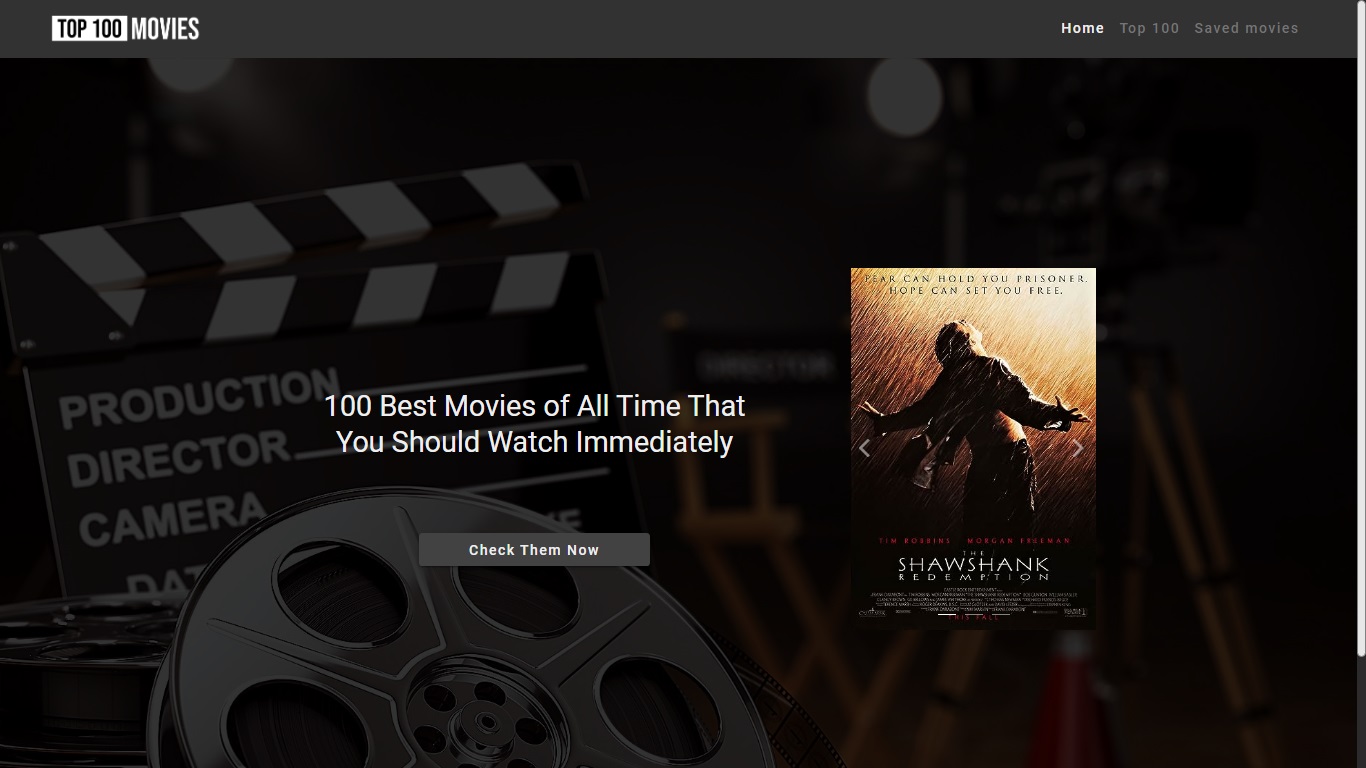 TOP 100 MOVIES
Home Top 100 Saved movies
FEAR CAN HOLD YOU PRISONER.
HOPE CAN SET YOU FREE.
DIRECTOR
PRODUCTION
DIRECTOR
CAMERA
100 Best Movies of All Time That
You Should Watch Immediately
Check Them Now
TIM ROBBINS MORGAN FREEMAN
THE
SHAWSHANK
REDEMPTION
THIS FALL